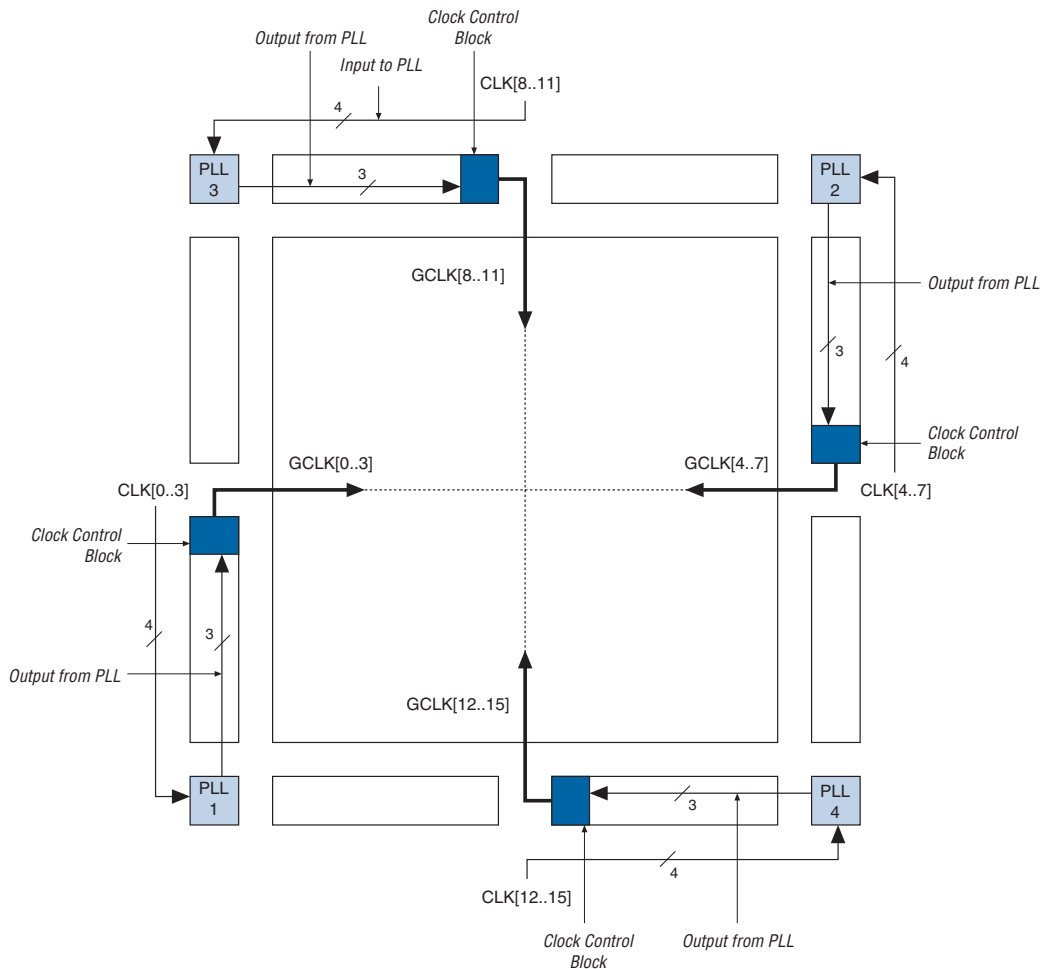 Clock Control
Block
Output from PLL
Input to PLL
CLK[8..11]
4
PLL
3
3
PLL
2
GCLK[8..11]
Output from PLL
3
4
Clock Control
Block
GCLK[0..3]
GCLK[4..7]
CLK[0..3]
CLK[4..7]
Clock Control
Block
4
3
Output from PLL
GCLK[12..15]
PLL
1
3
PLL
4
4
CLK[12..15]
Clock Control
Block
Output from PLL